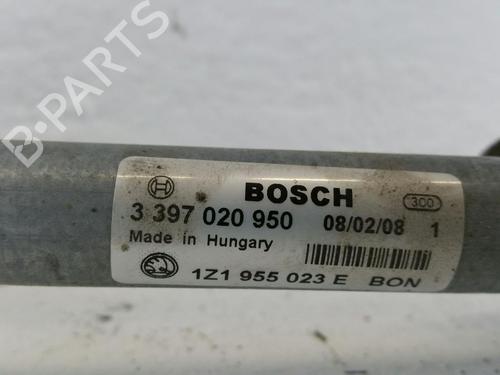 B-PARTS
BOSCH
300
3 397 020 950 08/02/08 1
Made in Hungary
1Z1 955 023 E BON